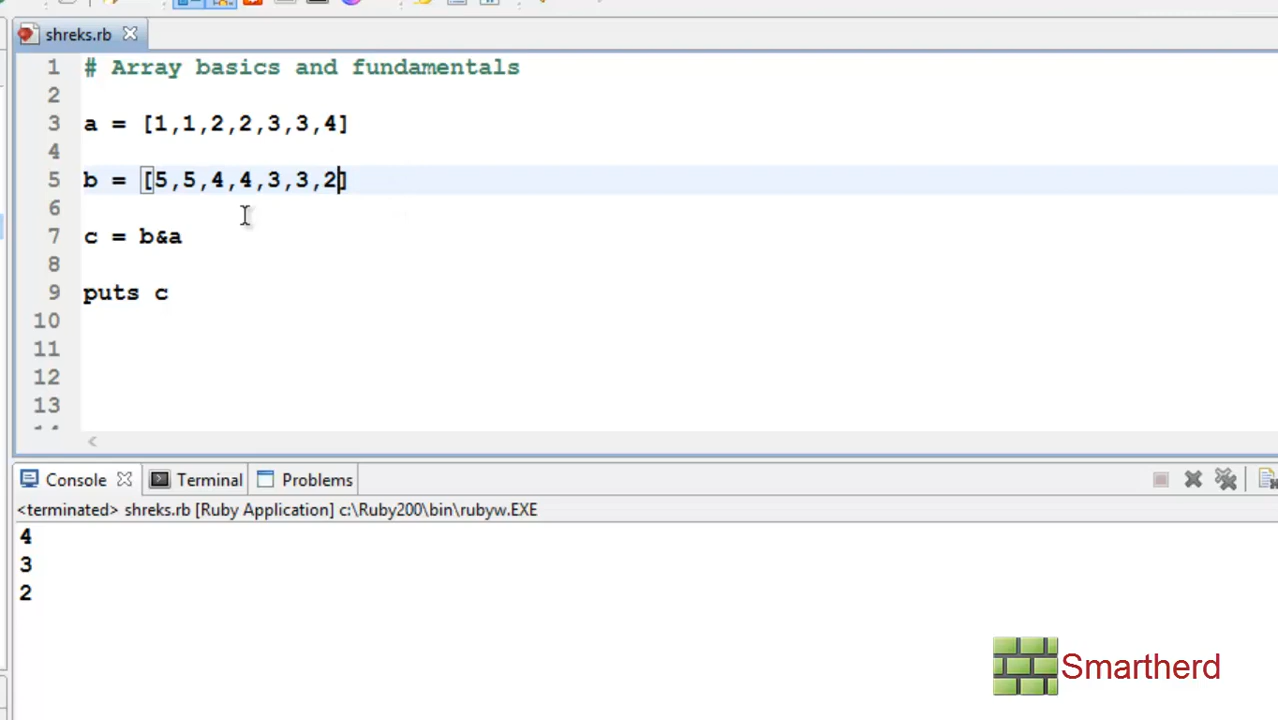 shreks.rb
1 # Array basics and fundamentals
2
3 a = [1,1,2,2,3,3,4]
4
5 b = [5,5,4,4,3,3,2]
6
7 c = b&a
8
9 puts c
10
11
12
13
Console Terminal Problems
<terminated> shreks.rb [Ruby Application] c:\Ruby200\bin\rubyw.EXE
4
3
2
Smartherd